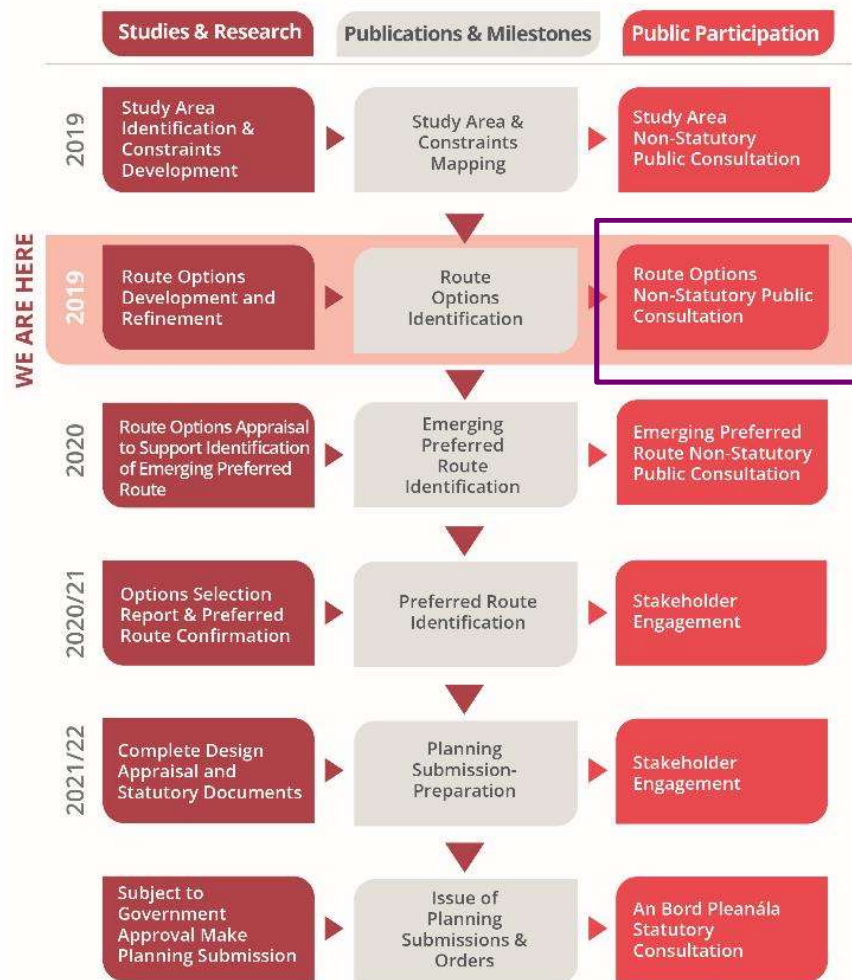 Studies & Research
Publications & Milestones
Public Participation
2019
Study Area
Identification &
Constraints
Development
Study Area &
Constraints
Mapping
Study Area
Non-Statutory
Public Consultation
WE ARE HERE
2019
Route Options
Development and
Refinement
Route
Options
Identification
Route Options
Non-Statutory Public
Consultation
2020
Route Options Appraisal
to Support Identification
of Emerging Preferred
Route
Emerging
Preferred
Route
Identification
Emerging Preferred
Route Non-Statutory
Public Consultation
2020/21
Options Selection
Report & Preferred
Route Confirmation
Preferred Route
Identification
Stakeholder
Engagement
2021/22
Complete Design
Appraisal and
Statutory Documents
Planning
Submission-
Preparation
Stakeholder
Engagement
Subject to
Government
Approval Make
Planning Submission
Issue of
Planning
Submissions &
Orders
An Bord Pleanála
Statutory
Consultation